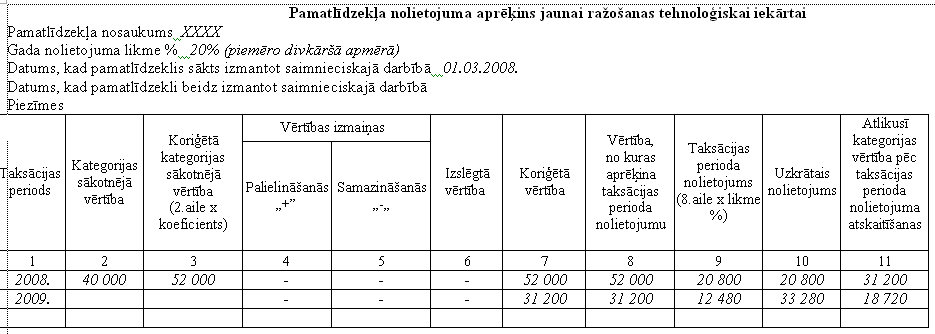 Pamatlīdzekļa nolietojuma aprēķins jaunai ražošanas tehnoloģiskai iekārtai
Pamatlīdzekļa nosaukums XXXX
Gada nolietojuma likme % 20% (piemēro divkāršā apmērā)
Datums, kad pamatlīdzeklis sākts izmantot saimnieciskajā darbībā 01.03.2008.
Datums, kad pamatlīdzekli beidz izmantot saimnieciskajā darbībā
Piezīmes
Taksācijas periods
Kategorijas sākotnējā vērtība
Koriģētā kategorijas sākotnējā vērtība (2.aile x koeficients)
Vērtības izmaiņas
Palielināšanās „+”
Samazināšanās „-„
Izslēgtā vērtība
Koriģētā vērtība
Vērtība, no kuras aprēķina taksācijas perioda nolietojumu
Taksācijas perioda nolietojums (8.aile x likme %)
Uzkrātais nolietojums
Atlikusī kategorijas vērtība pēc taksācijas perioda nolietojuma atskaitīšanas
1 2 3 4 5 6 7 8 9 10 11
2008. 40 000 52 000 - - - 52 000 52 000 20 800 20 800 31 200
2009. - - - 31 200 31 200 12 480 33 280 18 720